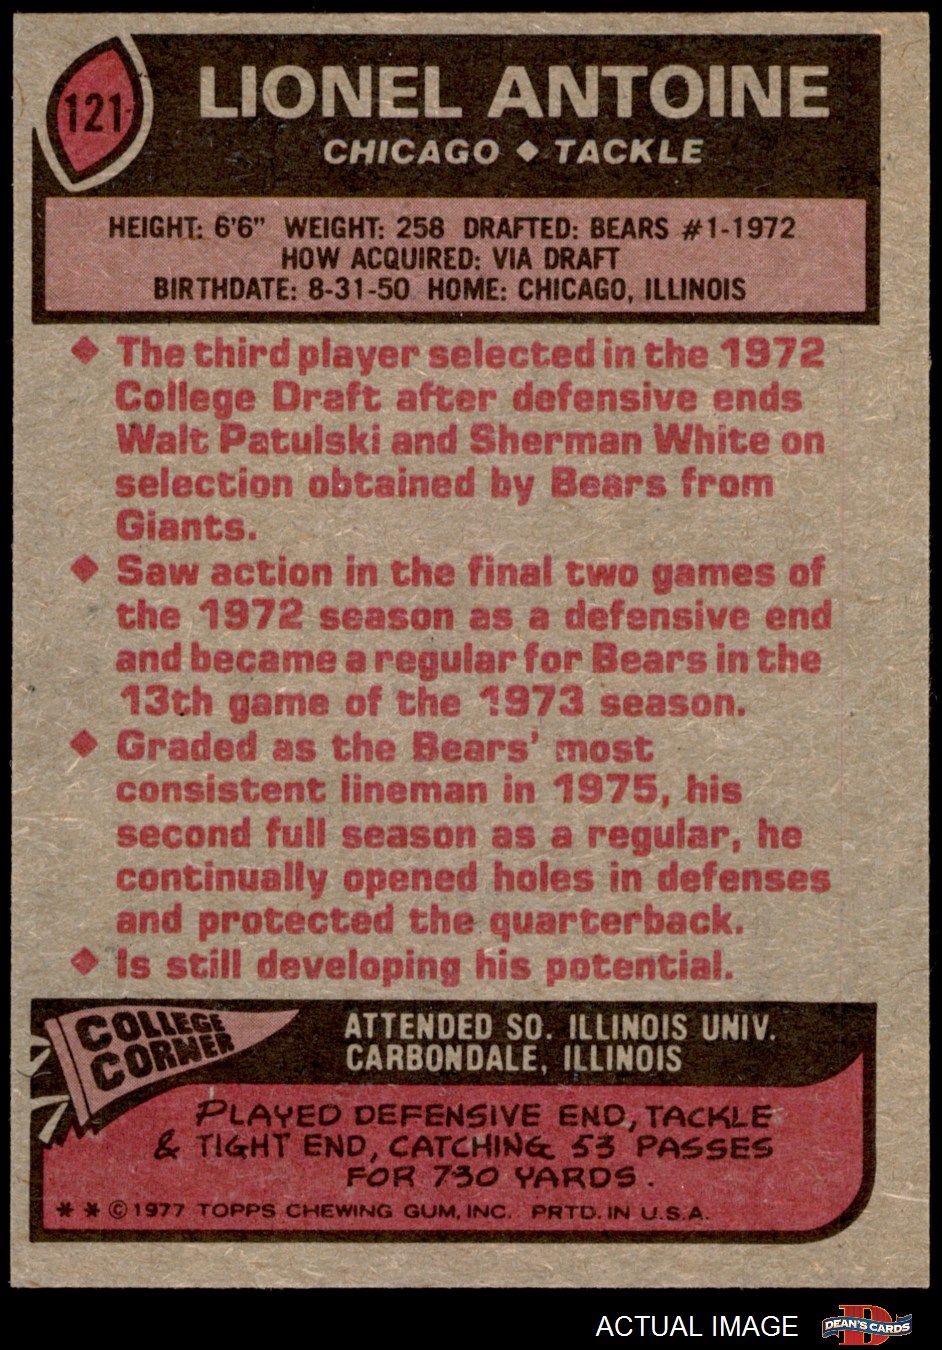 121
LIONEL ANTOINE
CHICAGO ◆ TACKLE
HEIGHT: 6'6" WEIGHT: 258 DRAFTED: BEARS #1-1972
HOW ACQUIRED: VIA DRAFT
BIRTHDATE: 8-31-50 HOME: CHICAGO, ILLINOIS
◆ The third player selected in the 1972
College Draft after defensive ends
Walt Patulski and Sherman White on
selection obtained by Bears from
Giants.
◆ Saw action in the final two games of
the 1972 season as a defensive end
and became a regular for Bears in the
13th game of the 1973 season.
◆ Graded as the Bears' most
consistent lineman in 1975, his
second full season as a regular, he
continually opened holes in defenses
and protected the quarterback.
◆ Is still developing his potential.
COLLEGE
CORNER
ATTENDED SO. ILLINOIS UNIV.
CARBONDALE, ILLINOIS
PLAYED DEFENSIVE END, TACKLE
& TIGHT END, CATCHING 53 PASSES
FOR 730 YARDS.
* * © 1977 TOPPS CHEWING GUM, INC. PRTD. IN U.S.A.
ACTUAL IMAGE
DEAN'S CARDS